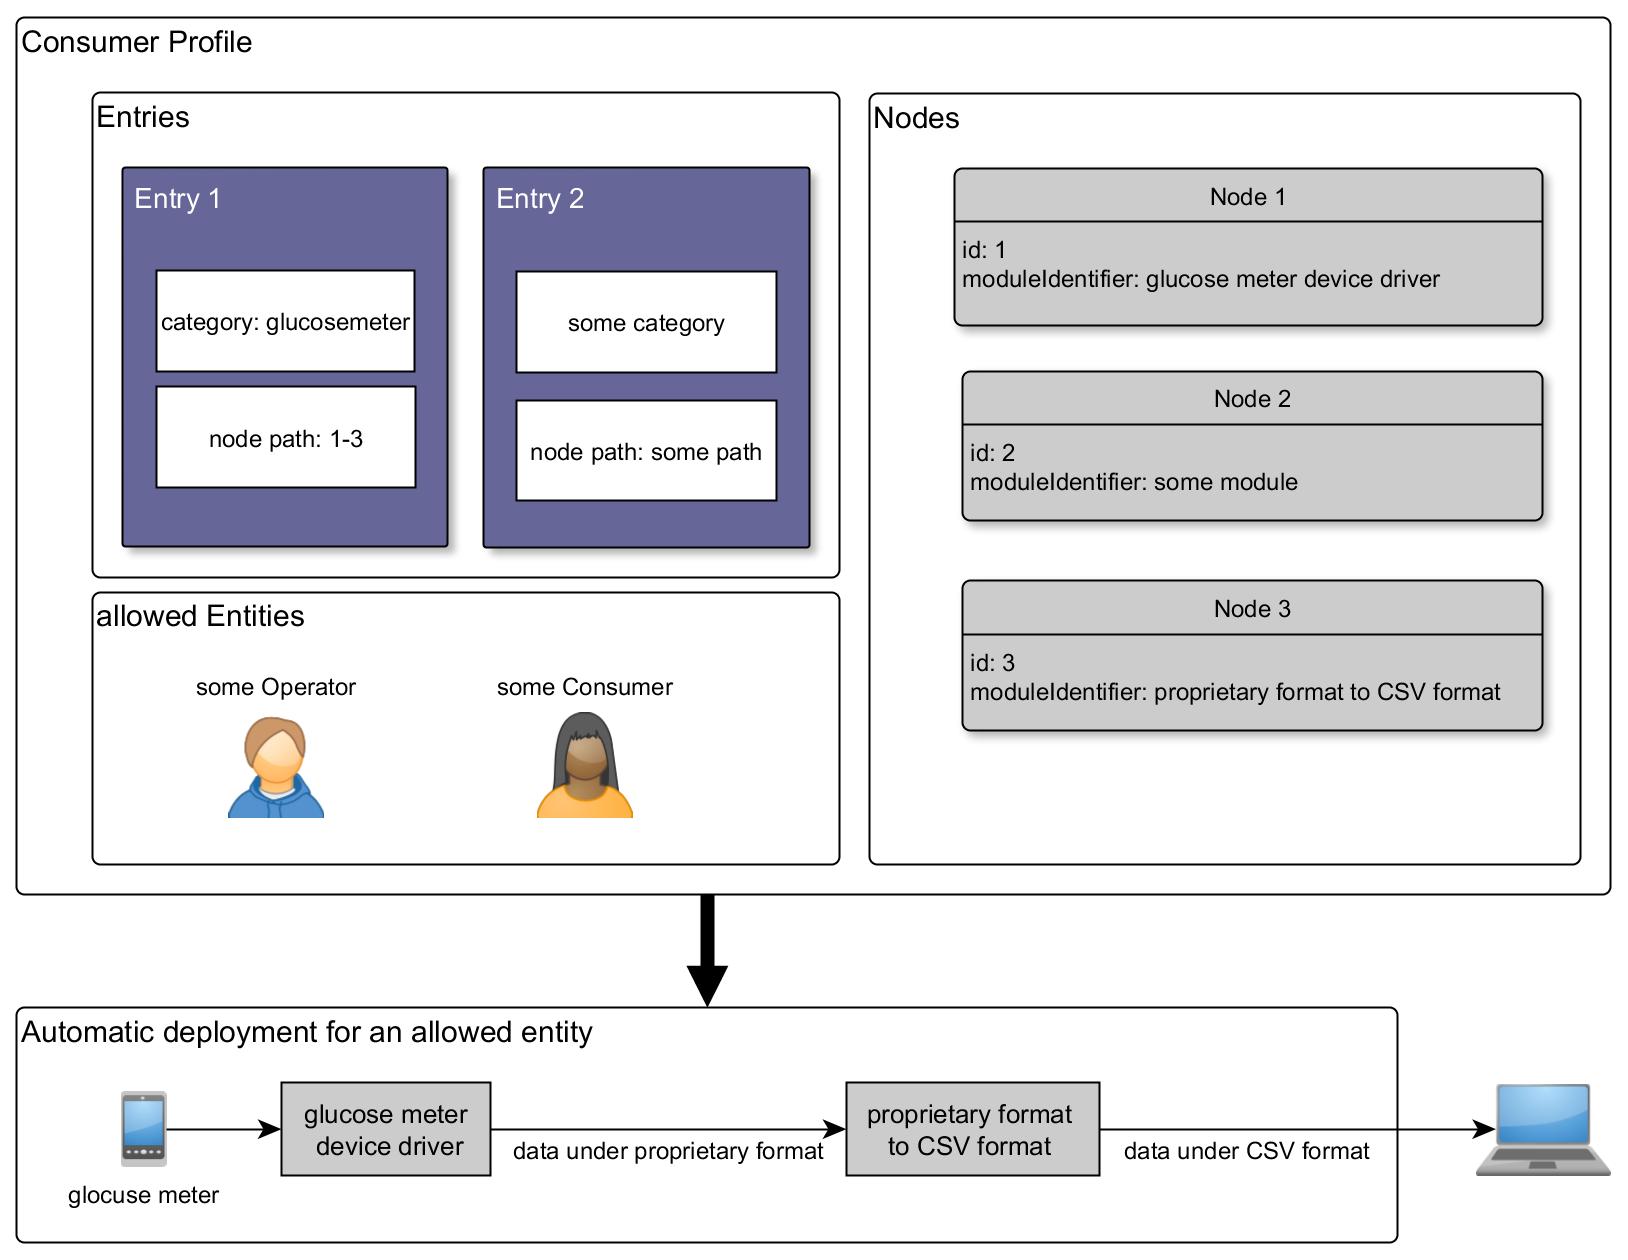 Consumer Profile
Entries
Entry 1
category: glucosemeter
node path: 1-3
Entry 2
some category
node path: some path
allowed Entities
some Operator
some Consumer
Nodes
Node 1
id: 1
moduleIdentifier: glucose meter device driver
Node 2
id: 2
moduleIdentifier: some module
Node 3
id: 3
moduleIdentifier: proprietary format to CSV format
Automatic deployment for an allowed entity
glocuse meter
glucose meter
device driver
data under proprietary format
proprietary format
to CSV format
data under CSV format